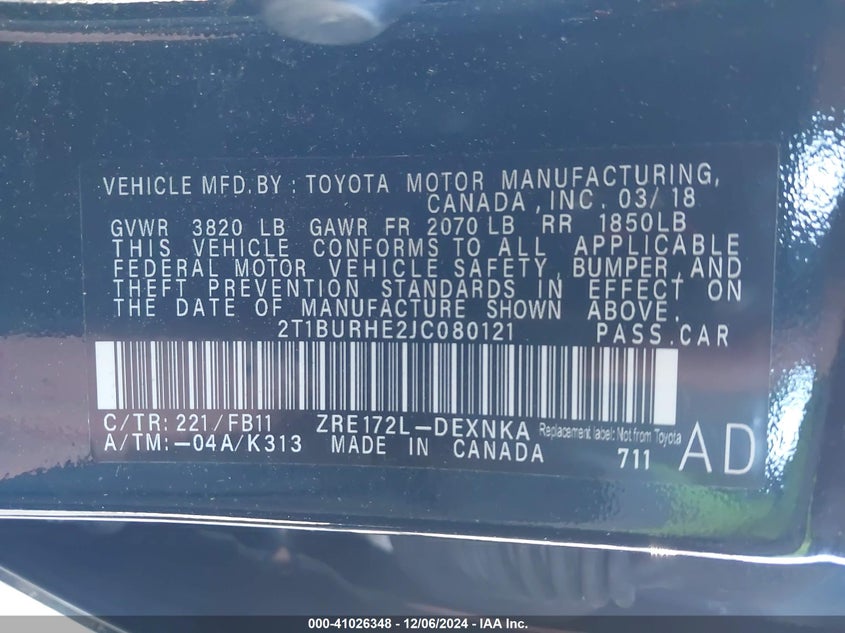 VEHICLE MFD.BY : TOYOTA MOTOR MANUFACTURING,
CANADA ,INC. 03/ 18
GVWR 3820 LB GAWR FR 2070 LB RR 1850LB
THIS VEHICLE CONFORMS TO ALL APPLICABLE
FEDERAL MOTOR VEHICLE SAFETY, BUMPER, AND
THEFT PREVENTION STANDARDS IN EFFECT ON
THE DATE OF MANUFACTURE SHOWN ABOVE.
2T1BURHE2JC080121 PASS.CAR
C/TR: 221/FB11 ZRE172L-DEXNKA Replacement label: Not from Toyota
A/TM: -04A/K313 MADE IN CANADA 711 AD
000-41026348 - 12/06/2024 - IAA Inc.